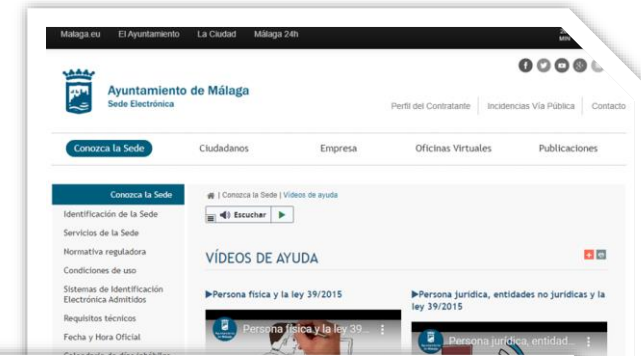 Malaga.eu El Ayuntamiento La Ciudad Málaga 24h
Ayuntamiento de Málaga
Sede Electrónica
Perfil del Contratante Incidencias Vía Pública Contacto
Conozca la Sede Ciudadanos Empresa Oficinas Virtuales Publicaciones
Conozca la Sede
Identificación de la Sede
Servicios de la Sede
Normativa reguladora
Condiciones de uso
Sistemas de Identificación
Electrónica Admitidos
Requisitos técnicos
Fecha y Hora Oficial
| Conozca la Sede | Vídeos de ayuda
Escuchar
VÍDEOS DE AYUDA
Persona física y la ley 39/2015
Persona física y la ley 39...
Persona jurídica, entidades no jurídicas y la
ley 39/2015
Persona jurídica, entidad...